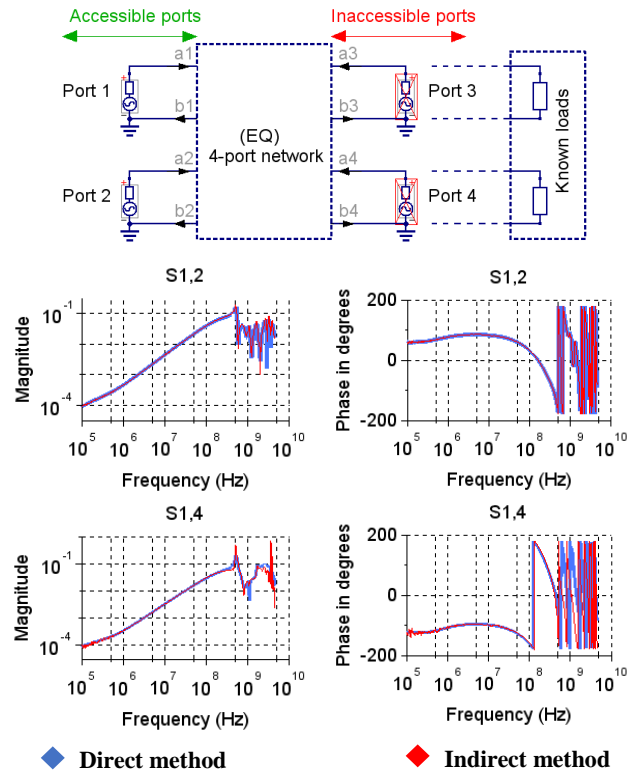 Accessible ports
Inaccessible ports
a1
a3
Port 1
Port 3
b1
b3
(EQ)
4-port network
a2
a4
Port 2
Port 4
b2
b4
Known loads
S1,2
Magnitude
10^-1
10^-4
10^5 10^6 10^7 10^8 10^9 10^10
Frequency (Hz)
S1,2
Phase in degrees
200
0
-200
10^5 10^6 10^7 10^8 10^9 10^10
Frequency (Hz)
S1,4
Magnitude
10^-1
10^-4
10^5 10^6 10^7 10^8 10^9 10^10
Frequency (Hz)
S1,4
Phase in degrees
200
0
-200
10^5 10^6 10^7 10^8 10^9 10^10
Frequency (Hz)
Direct method
Indirect method